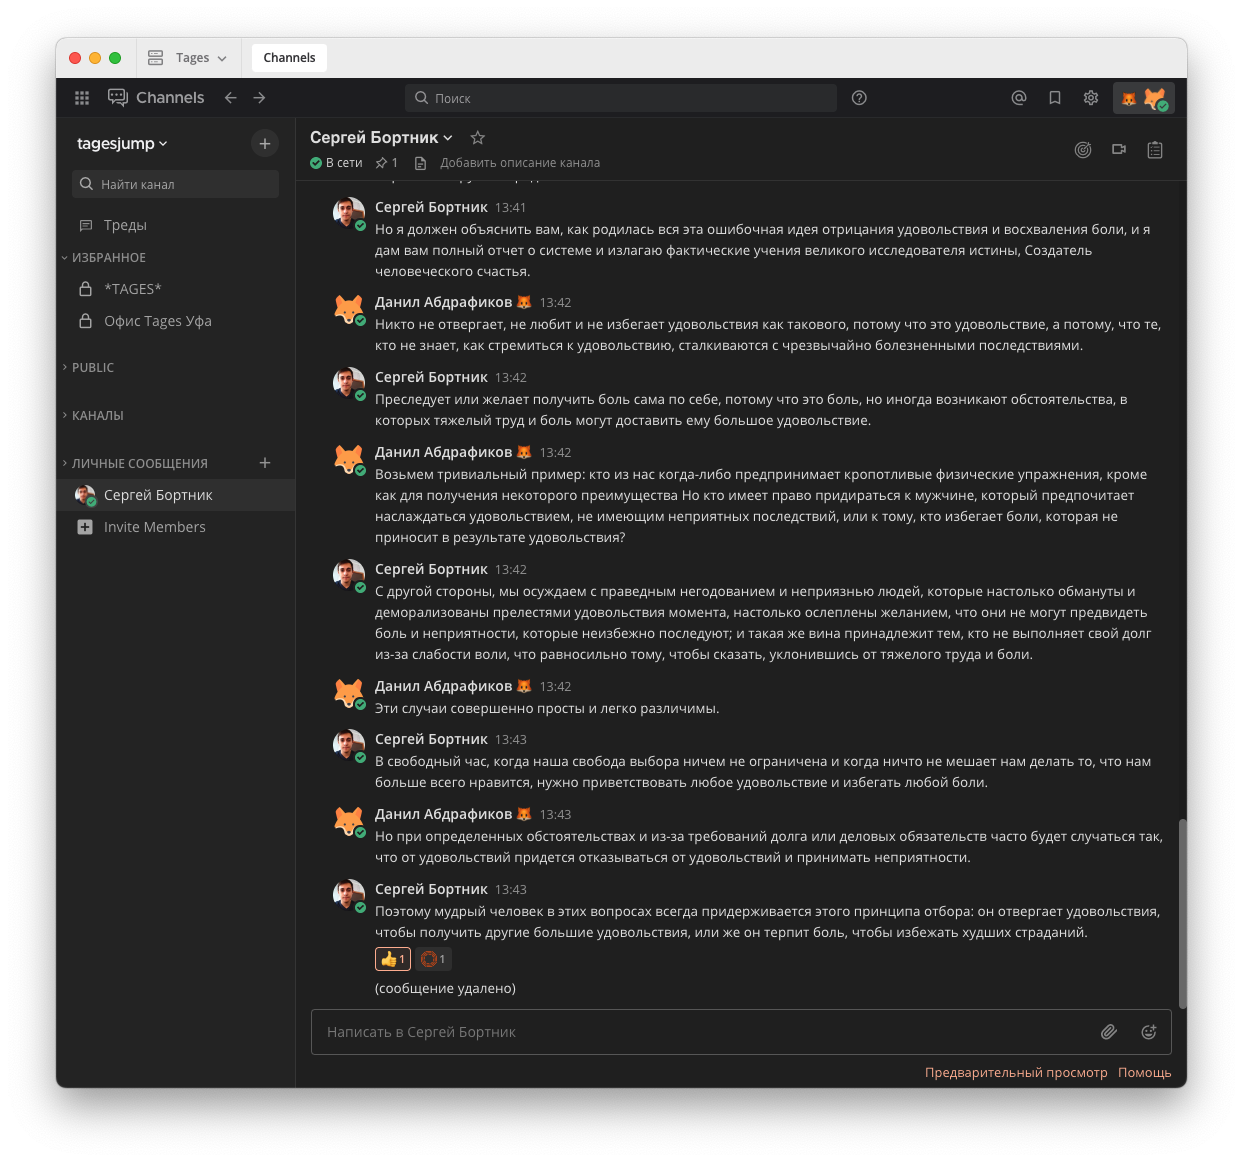 Tages
Channels
Channels
Поиск
tagesjump
Найти канал
Треды
ИЗБРАННОЕ
*TAGES*
Офис Tages Уфа
PUBLIC
КАНАЛЫ
ЛИЧНЫЕ СООБЩЕНИЯ
Сергей Бортник
Invite Members
Сергей Бортник
В сети 1 Добавить описание канала
Сергей Бортник 13:41
Но я должен объяснить вам, как родилась вся эта ошибочная идея отрицания удовольствия и восхваления боли, и я
дам вам полный отчет о системе и излагаю фактические учения великого исследователя истины, Создатель
человеческого счастья.
Данил Абдрафиков 13:42
Никто не отвергает, не любит и не избегает удовольствия как такового, потому что это удовольствие, а потому, что те,
кто не знает, как стремиться к удовольствию, сталкиваются с чрезвычайно болезненными последствиями.
Сергей Бортник 13:42
Преследует или желает получить боль сама по себе, потому что это боль, но иногда возникают обстоятельства, в
которых тяжелый труд и боль могут доставить ему большое удовольствие.
Данил Абдрафиков 13:42
Возьмем тривиальный пример: кто из нас когда-либо предпринимает кропотливые физические упражнения, кроме
как для получения некоторого преимущества Но кто имеет право придираться к мужчине, который предпочитает
наслаждаться удовольствием, не имеющим неприятных последствий, или к тому, кто избегает боли, которая не
приносит в результате удовольствия?
Сергей Бортник 13:42
С другой стороны, мы осуждаем с праведным негодованием и неприязнью людей, которые настолько обмануты и
деморализованы прелестями удовольствия момента, настолько ослеплены желанием, что они не могут предвидеть
боль и неприятности, которые неизбежно последуют; и такая же вина принадлежит тем, кто не выполняет свой долг
из-за слабости воли, что равносильно тому, чтобы сказать, уклонившись от тяжелого труда и боли.
Данил Абдрафиков 13:42
Эти случаи совершенно просты и легко различимы.
Сергей Бортник 13:43
В свободный час, когда наша свобода выбора ничем не ограничена и когда ничто не мешает нам делать то, что нам
больше всего нравится, нужно приветствовать любое удовольствие и избегать любой боли.
Данил Абдрафиков 13:43
Но при определенных обстоятельствах и из-за требований долга или деловых обязательств часто будет случаться так,
что от удовольствий придется отказываться от удовольствий и принимать неприятности.
Сергей Бортник 13:43
Поэтому мудрый человек в этих вопросах всегда придерживается этого принципа отбора: он отвергает удовольствия,
чтобы получить другие большие удовольствия, или же он терпит боль, чтобы избежать худших страданий.
1 1
(сообщение удалено)
Написать в Сергей Бортник
Предварительный просмотр Помощь